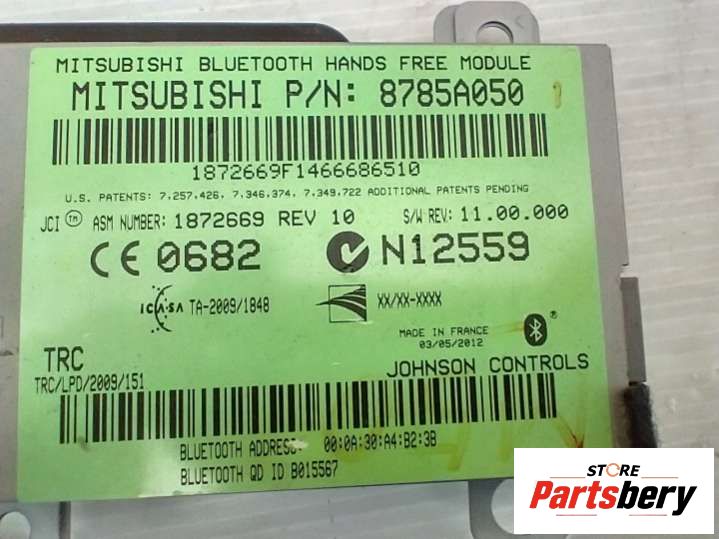 MITSUBISHI BLUETOOTH HANDS FREE MODULE
MITSUBISHI P/N: 8785A050
1872669F1466686510
U.S. PATENTS: 7.257.426, 7.346.374, 7.349.722 ADDITIONAL PATENTS PENDING
JCI TM ASM NUMBER: 1872669 REV 10 S/W REV: 11.00.000
CE 0682 N12559
ICASA TA-2009/1848 XX/XX-XXXX
MADE IN FRANCE
03/05/2012
TRC JOHNSON CONTROLS
TRC/LPD/2009/151
BLUETOOTH ADDRESS: 00:0A:30:A4:B2:3B
BLUETOOTH QD ID B015567
STORE
Partsbery